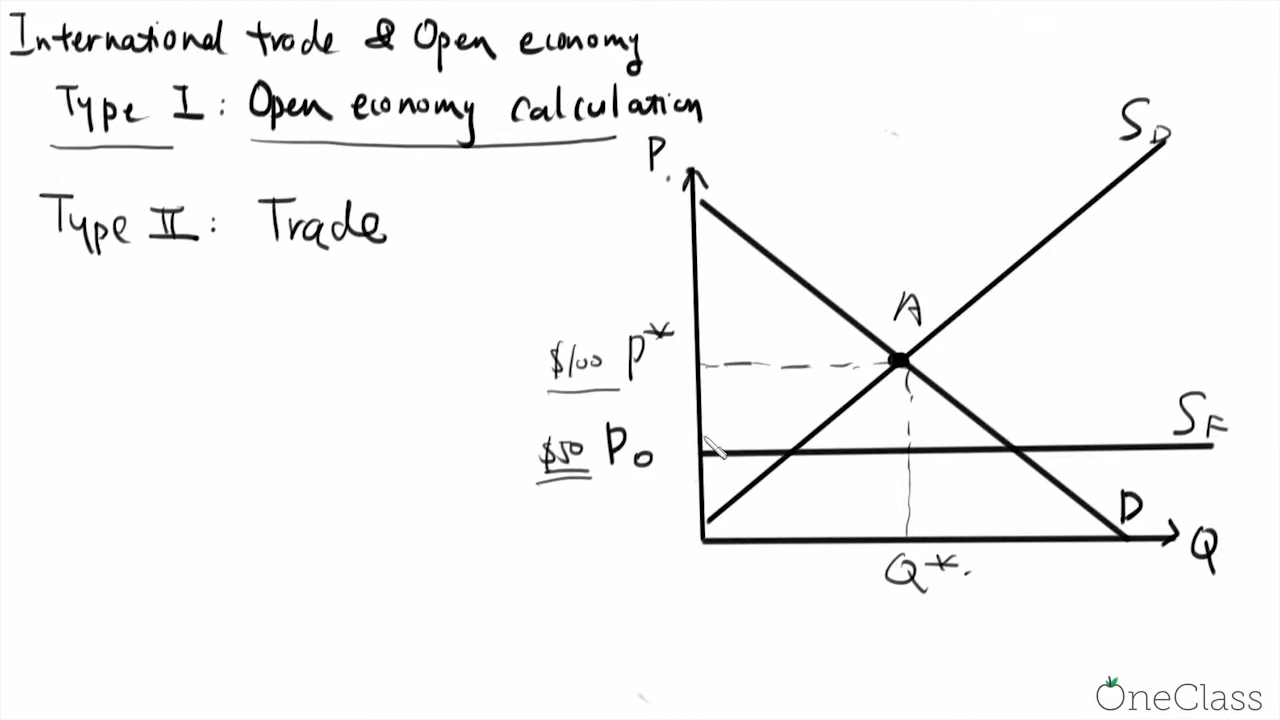 International trade & Open economy
Type I : Open economy calculation
Type II : Trade
P.
S_D
A
$100 P*
S_F
$50 P_0
D
Q
Q*.
OneClass